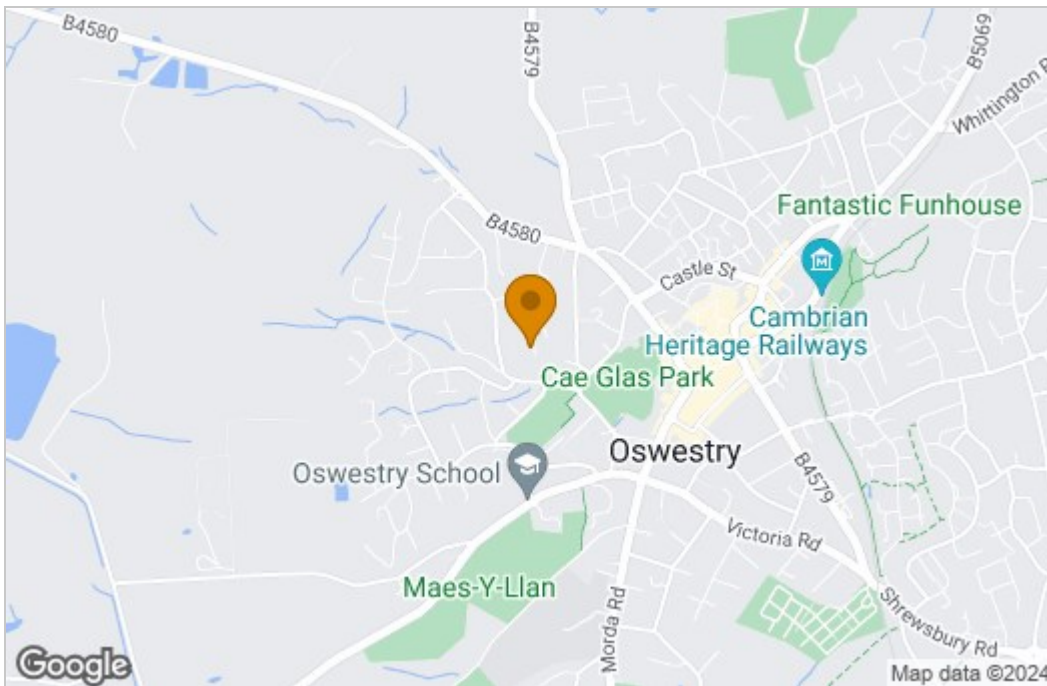 B4580
B4579
B5069
Whittington R
Fantastic Funhouse
B4580
Castle St
M
Cambrian
Heritage Railways
Cae Glas Park
Oswestry
Oswestry School
B4579
Victoria Rd
Maes-Y-Llan
Morda Rd
Shrewsbury Rd
Google
Map data ©2024